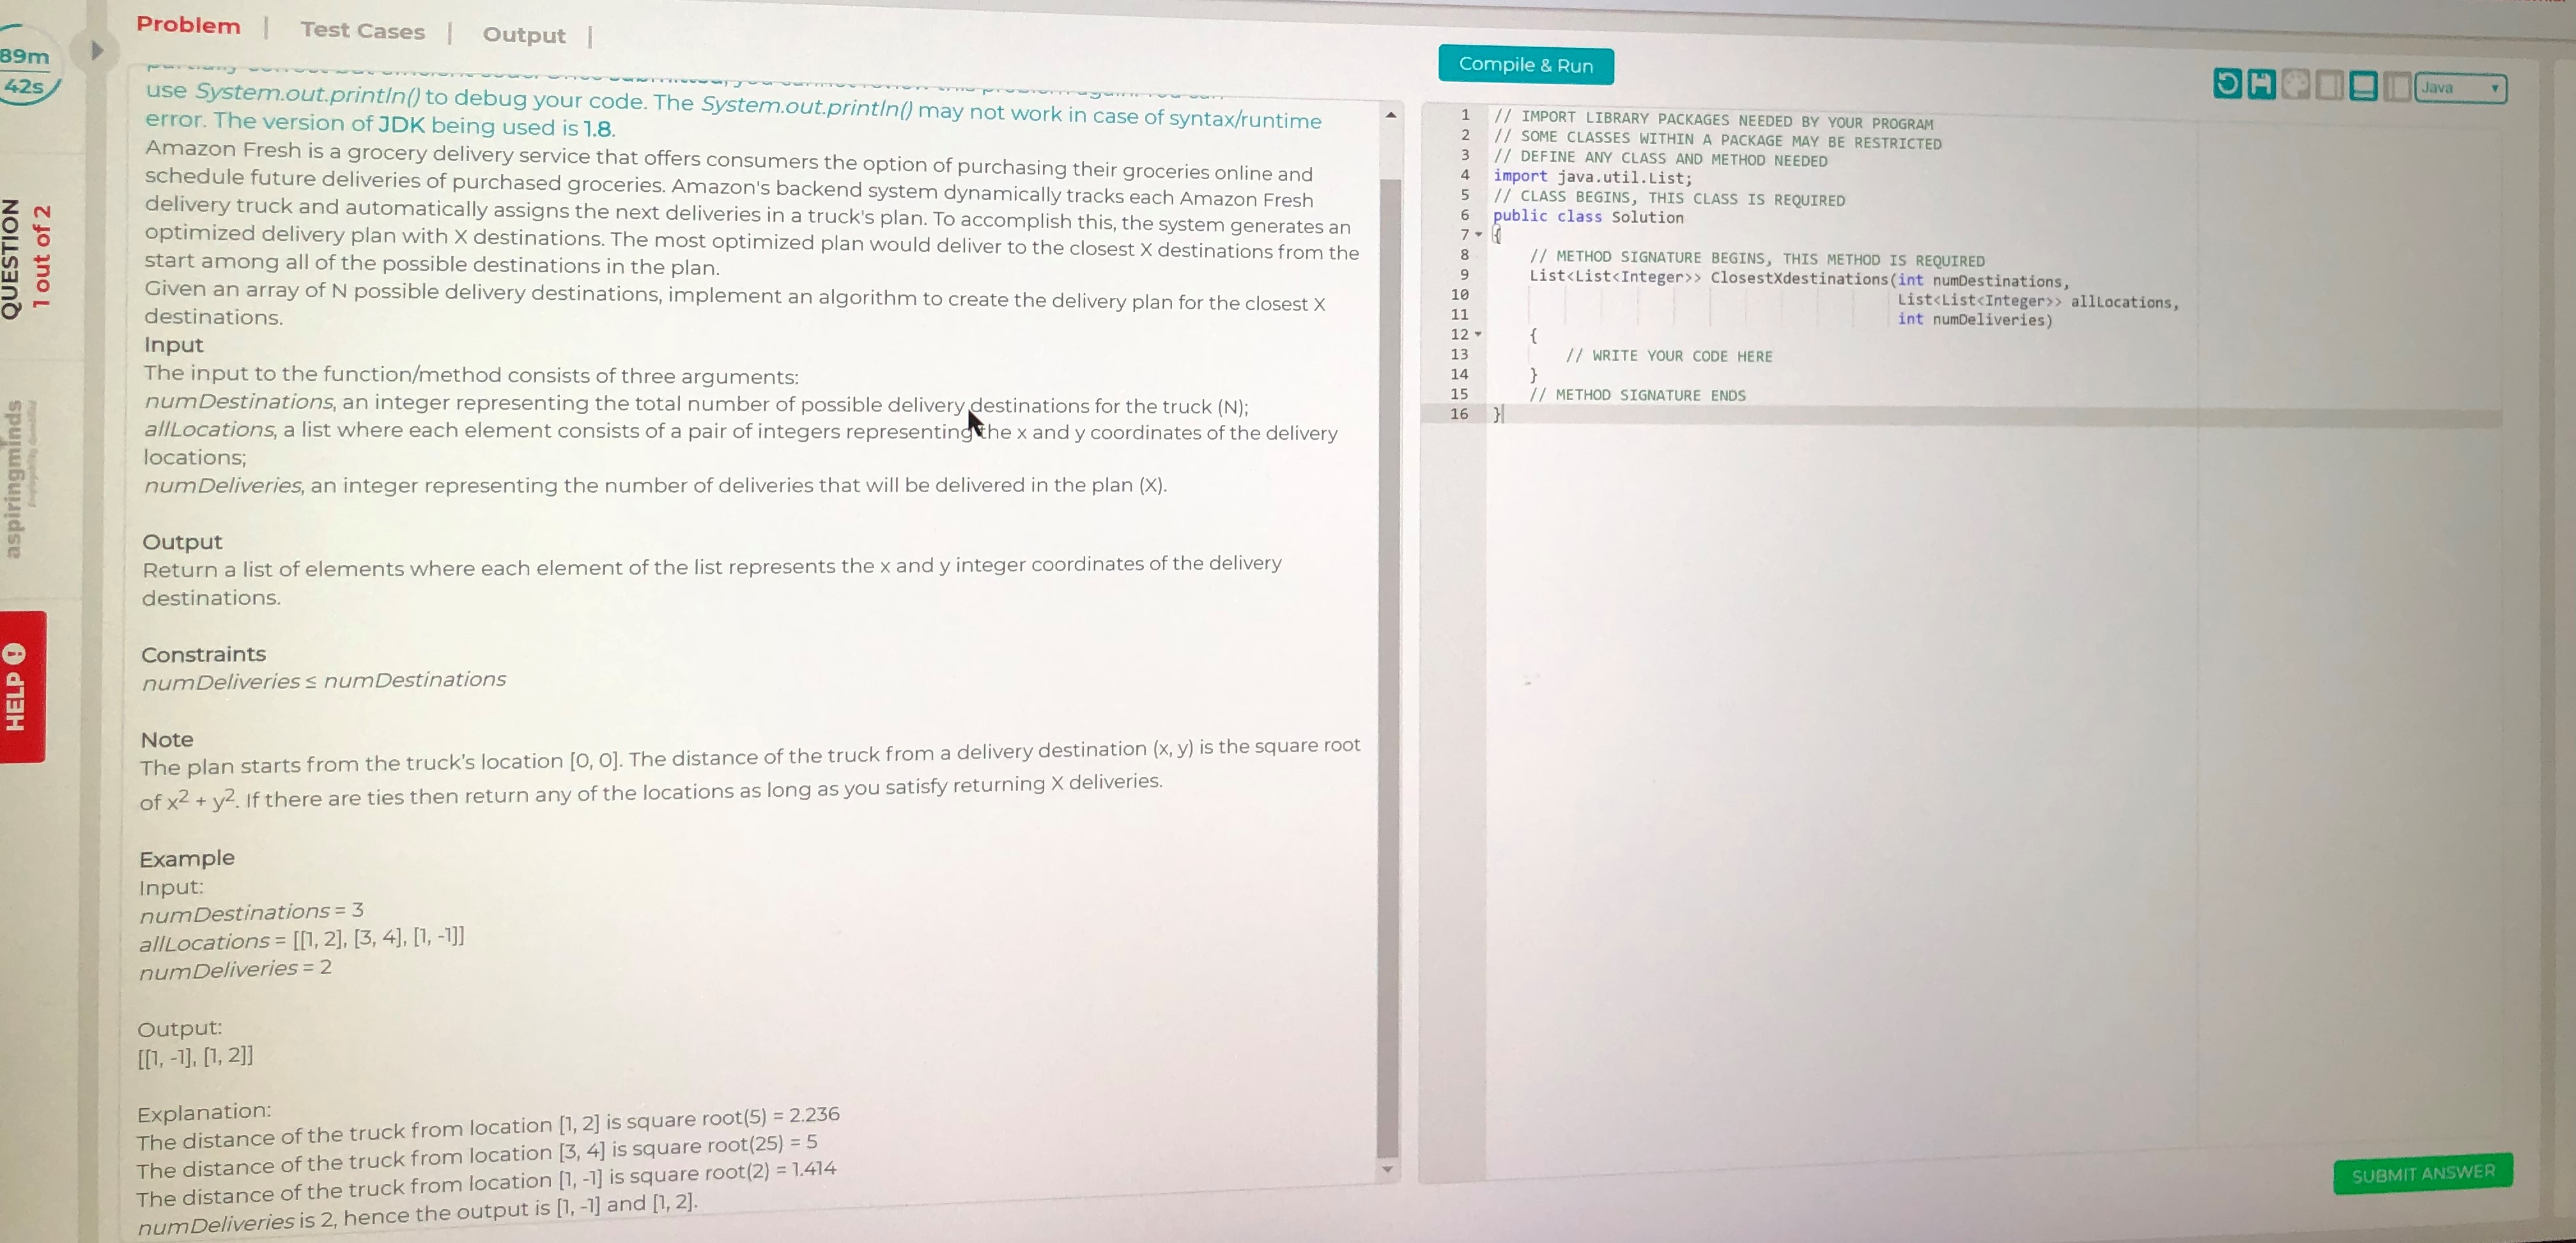 89m
42s
QUESTION
1 out of 2
aspiringminds
HELP
Problem | Test Cases | Output |
use System.out.println() to debug your code. The System.out.println() may not work in case of syntax/runtime
error. The version of JDK being used is 1.8.
Amazon Fresh is a grocery delivery service that offers consumers the option of purchasing their groceries online and
schedule future deliveries of purchased groceries. Amazon's backend system dynamically tracks each Amazon Fresh
delivery truck and automatically assigns the next deliveries in a truck's plan. To accomplish this, the system generates an
optimized delivery plan with X destinations. The most optimized plan would deliver to the closest X destinations from the
start among all of the possible destinations in the plan.
Given an array of N possible delivery destinations, implement an algorithm to create the delivery plan for the closest X
destinations.
Input
The input to the function/method consists of three arguments:
numDestinations, an integer representing the total number of possible delivery destinations for the truck (N);
allLocations, a list where each element consists of a pair of integers representing the x and y coordinates of the delivery
locations;
numDeliveries, an integer representing the number of deliveries that will be delivered in the plan (X).
Output
Return a list of elements where each element of the list represents the x and y integer coordinates of the delivery
destinations.
Constraints
numDeliveries ≤ numDestinations
Note
The plan starts from the truck's location [0, 0]. The distance of the truck from a delivery destination (x, y) is the square root
of x2 + y2. If there are ties then return any of the locations as long as you satisfy returning X deliveries.
Example
Input:
numDestinations = 3
allLocations = [[1, 2], [3, 4], [1, -1]]
numDeliveries = 2
Output:
[[1, -1], [1, 2]]
Explanation:
The distance of the truck from location [1, 2] is square root(5) = 2.236
The distance of the truck from location [3, 4] is square root(25) = 5
The distance of the truck from location [1, -1] is square root(2) = 1.414
numDeliveries is 2, hence the output is [1, -1] and [1, 2].
Compile & Run
Java
1 // IMPORT LIBRARY PACKAGES NEEDED BY YOUR PROGRAM
2 // SOME CLASSES WITHIN A PACKAGE MAY BE RESTRICTED
3 // DEFINE ANY CLASS AND METHOD NEEDED
4 import java.util.List;
5 // CLASS BEGINS, THIS CLASS IS REQUIRED
6 public class Solution
7 {
8 // METHOD SIGNATURE BEGINS, THIS METHOD IS REQUIRED
9 List<List<Integer>> ClosestXdestinations(int numDestinations,
10 List<List<Integer>> allLocations,
11 int numDeliveries)
12 {
13 // WRITE YOUR CODE HERE
14 }
15 // METHOD SIGNATURE ENDS
16 }
SUBMIT ANSWER